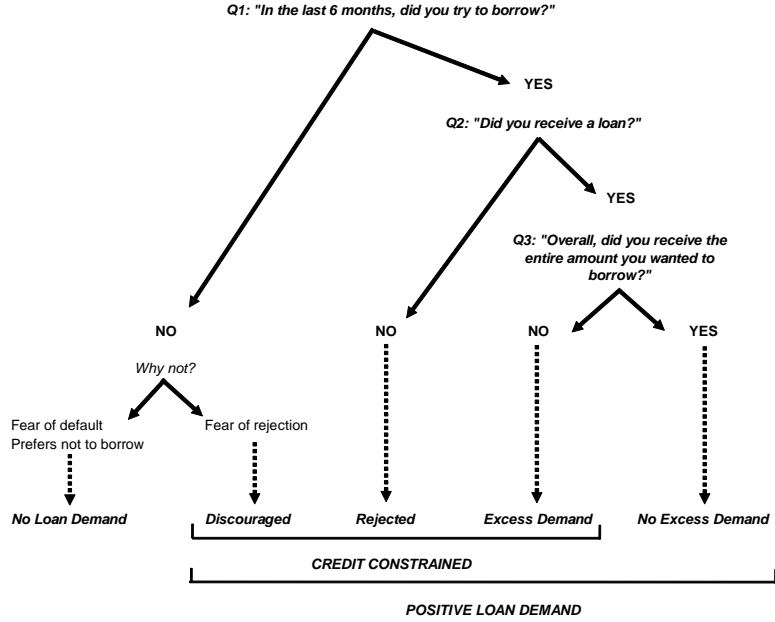 Q1: "In the last 6 months, did you try to borrow?"
YES
Q2: "Did you receive a loan?"
YES
Q3: "Overall, did you receive the
entire amount you wanted to
borrow?"
NO
NO
NO
YES
Why not?
Fear of default
Prefers not to borrow
Fear of rejection
No Loan Demand
Discouraged
Rejected
Excess Demand
No Excess Demand
CREDIT CONSTRAINED
POSITIVE LOAN DEMAND